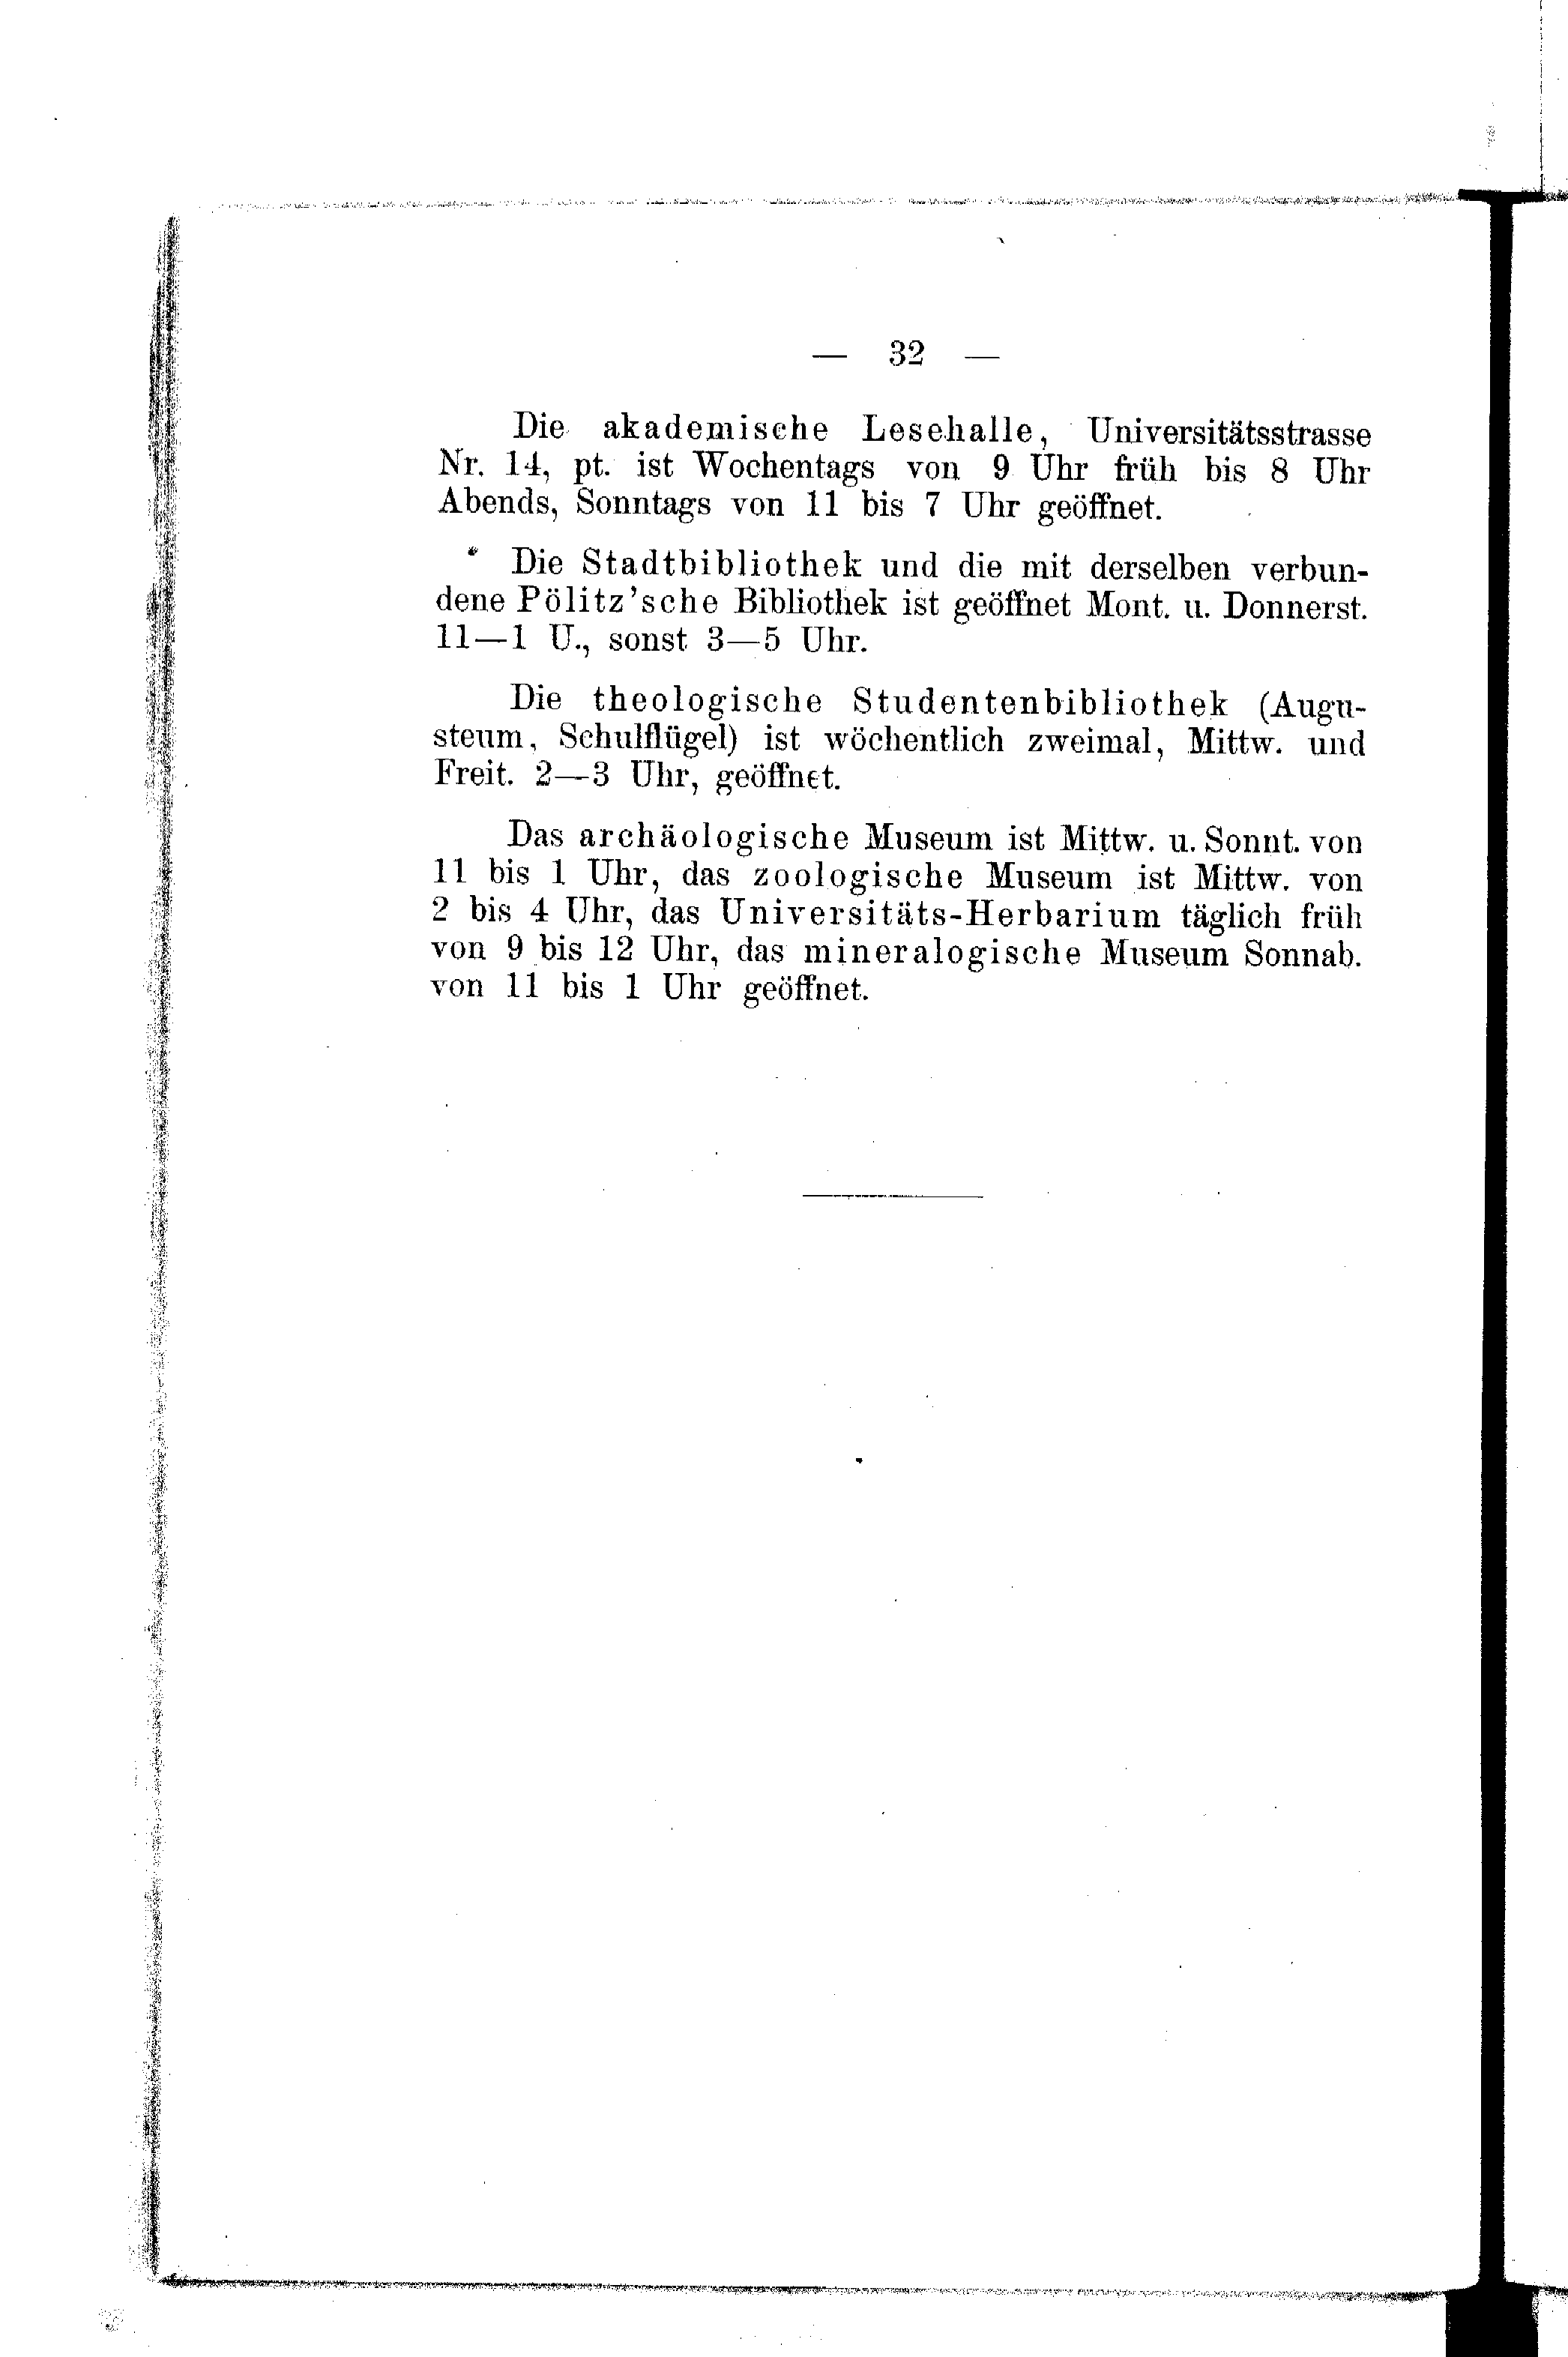 — 32 —
Die akademische Lesehalle, Universitätsstrasse
Nr. 14, pt. ist Wochentags von 9 Uhr früh bis 8 Uhr
Abends, Sonntags von 11 bis 7 Uhr geöffnet.
Die Stadtbibliothek und die mit derselben verbun-
dene Pölitz'sche Bibliothek ist geöffnet Mont. u. Donnerst.
11—1 U., sonst 3—5 Uhr.
Die theologische Studentenbibliothek (Augu-
steum, Schulflügel) ist wöchentlich zweimal, Mittw. und
Freit. 2—3 Uhr, geöffnet.
Das archäologische Museum ist Mittw. u. Sonnt. von
11 bis 1 Uhr, das zoologische Museum ist Mittw. von
2 bis 4 Uhr, das Universitäts-Herbarium täglich früh
von 9 bis 12 Uhr, das mineralogische Museum Sonnab.
von 11 bis 1 Uhr geöffnet.